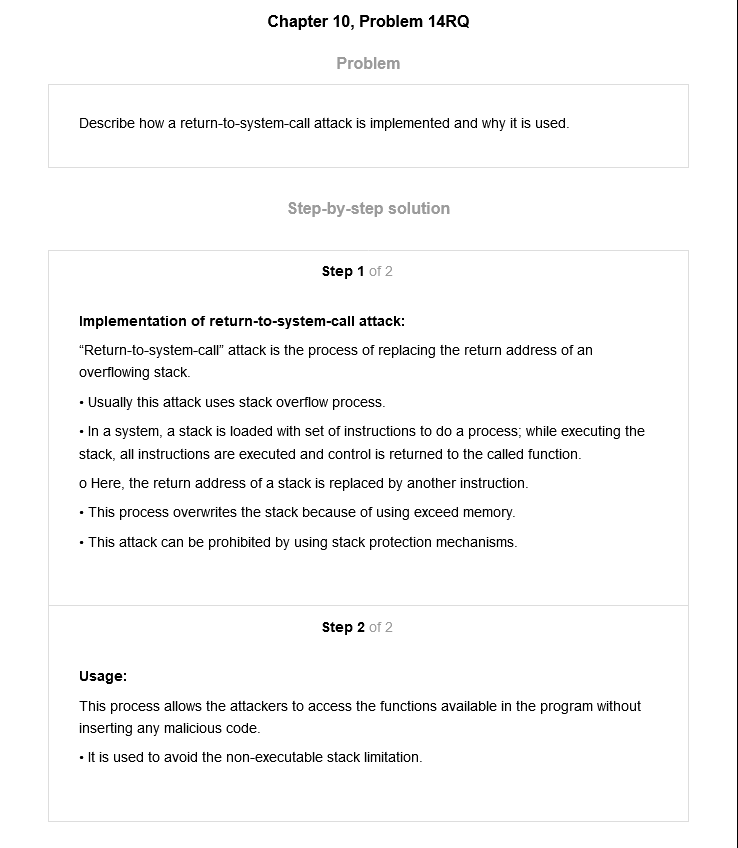 Chapter 10, Problem 14RQ
Problem
Describe how a return-to-system-call attack is implemented and why it is used.
Step-by-step solution
Step 1 of 2
Implementation of return-to-system-call attack:
“Return-to-system-call” attack is the process of replacing the return address of an
overflowing stack.
• Usually this attack uses stack overflow process.
• In a system, a stack is loaded with set of instructions to do a process; while executing the
stack, all instructions are executed and control is returned to the called function.
o Here, the return address of a stack is replaced by another instruction.
• This process overwrites the stack because of using exceed memory.
• This attack can be prohibited by using stack protection mechanisms.
Step 2 of 2
Usage:
This process allows the attackers to access the functions available in the program without
inserting any malicious code.
• It is used to avoid the non-executable stack limitation.